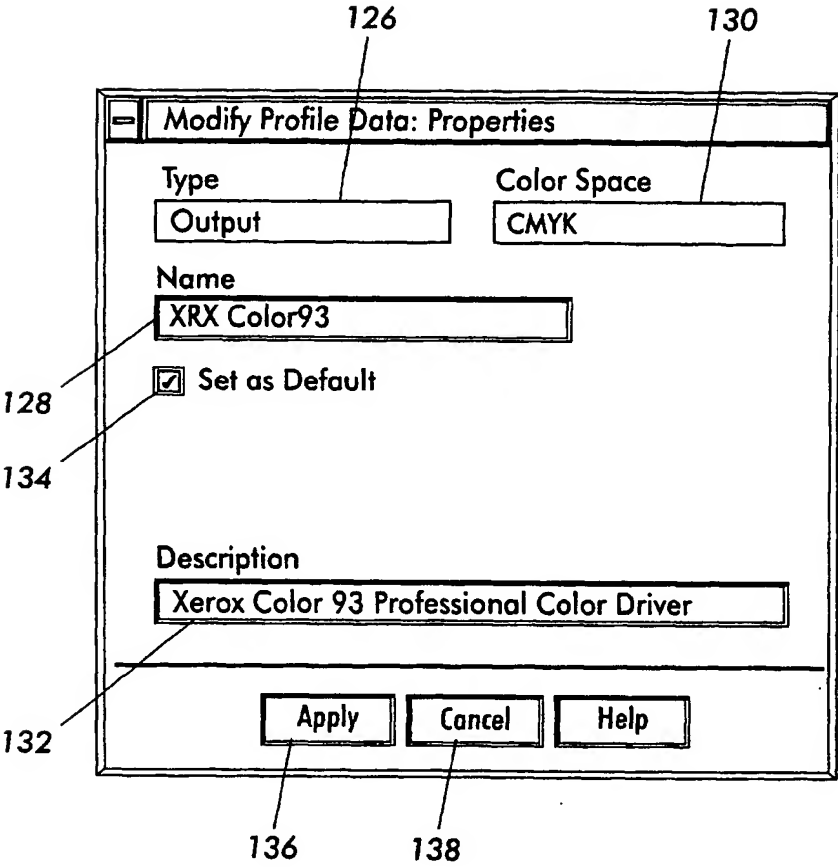 126 130
Modify Profile Data: Properties
Type Color Space
Output CMYK
Name
XRX Color93
Set as Default
128
134
Description
Xerox Color 93 Professional Color Driver
Apply Cancel Help
132
136 138